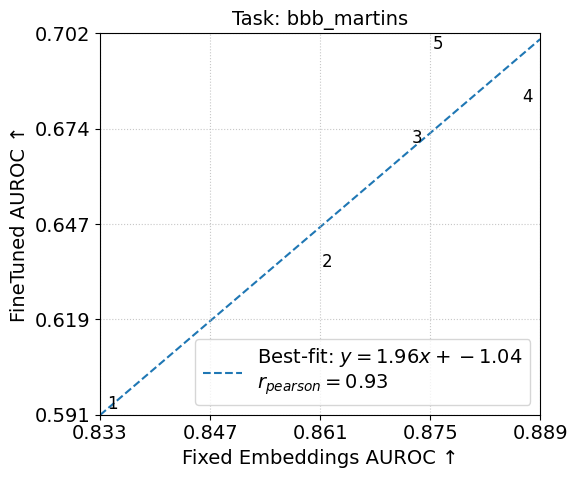 Task: bbb_martins
0.702
0.674
0.647
0.619
0.591
FineTuned AUROC ↑
5
4
3
2
1
Best-fit: y = 1.96x + −1.04
r_{pearson} = 0.93
0.833 0.847 0.861 0.875 0.889
Fixed Embeddings AUROC ↑